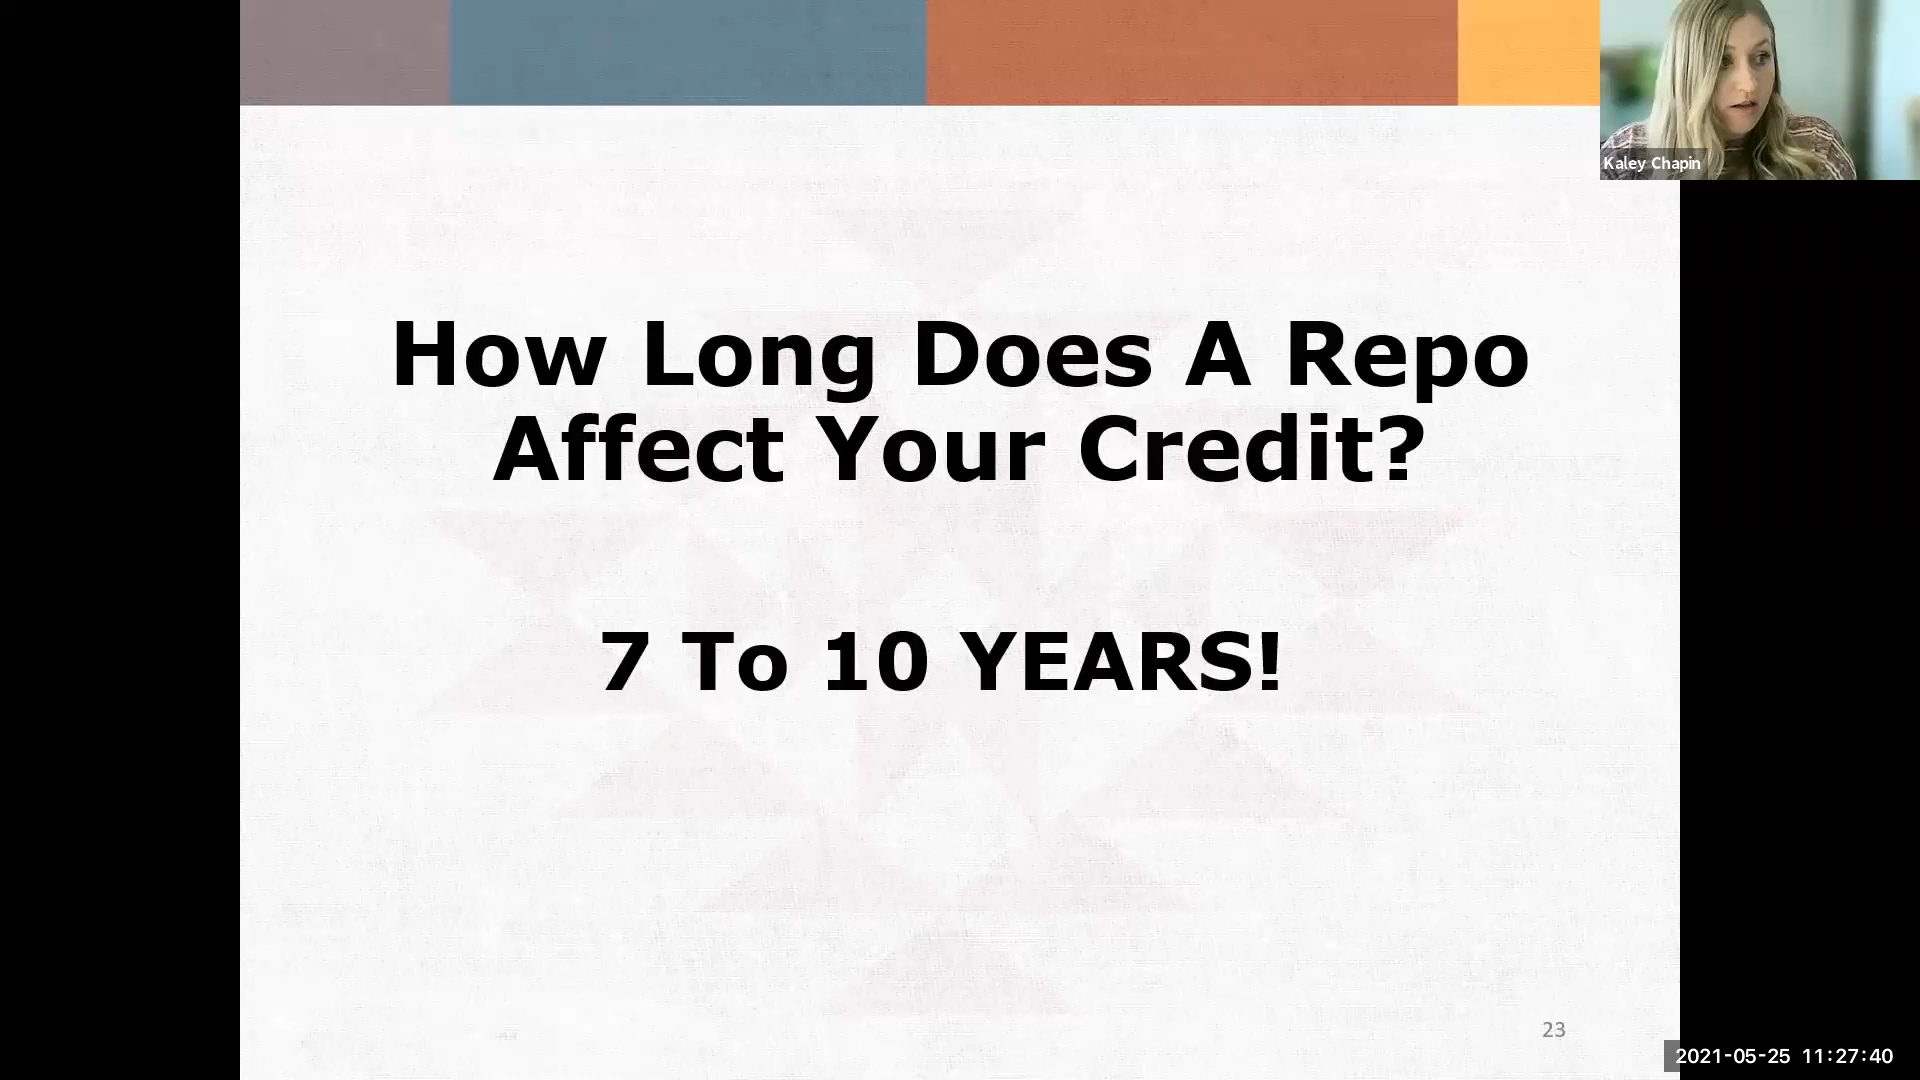 Kaley Chapin
How Long Does A Repo
Affect Your Credit?
7 To 10 YEARS!
23
2021-05-25 11:27:40